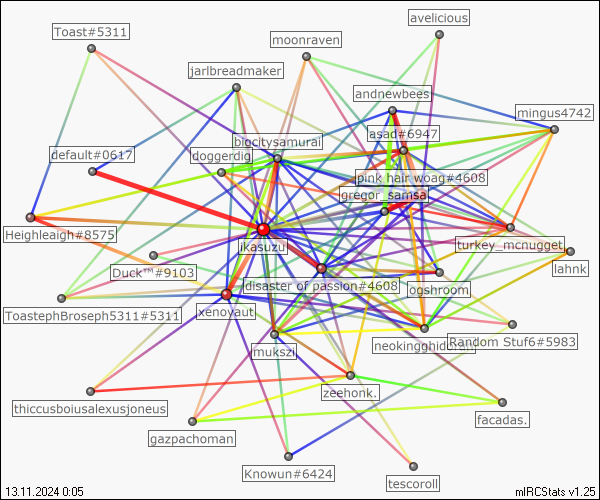 avelicious
Toast#5311
moonraven
jarlbreadmaker
andnewbees
mingus4742
asad#6947
biocitysamurai
default#0617
doggerdig
pink hair woag#4608
gregor_samsa
Heighleaigh#8575
ikasuzu
turkey_mcnugget.
lahnk
Duck™#9103
disaster of passion#4608
oggshroom.
ToastephBroseph5311#5311
xenoyaut
mukszi
Random Stuf6#5983
zeehonk.
thiccusboiusalexusjoneus
facadas.
gazpachoman
Knowun#6424
tescoroll
13.11.2024 0:05
mIRCStats v1.25